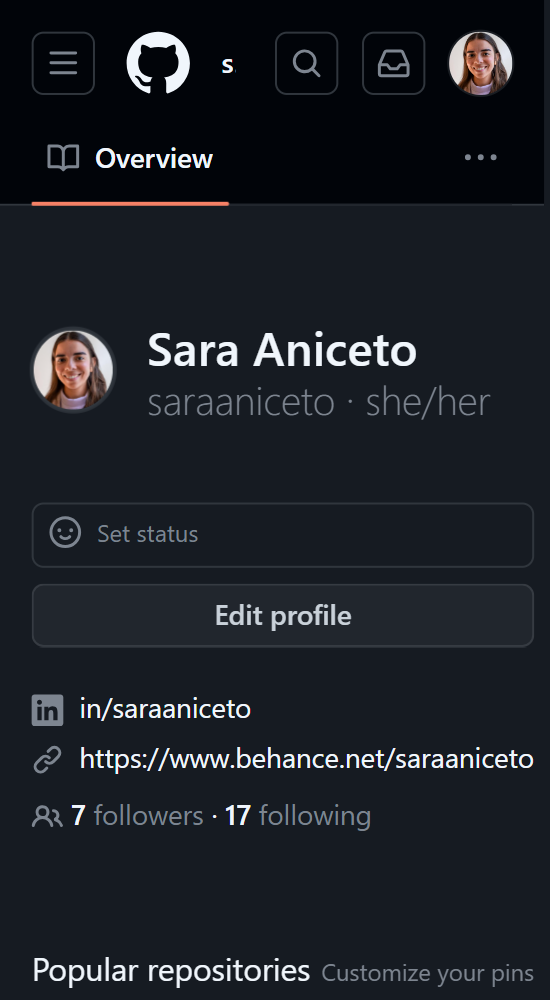 s
Overview
Sara Aniceto
saraaniceto · she/her
Set status
Edit profile
in in/saraaniceto
https://www.behance.net/saraaniceto
7 followers · 17 following
Popular repositories Customize your pins